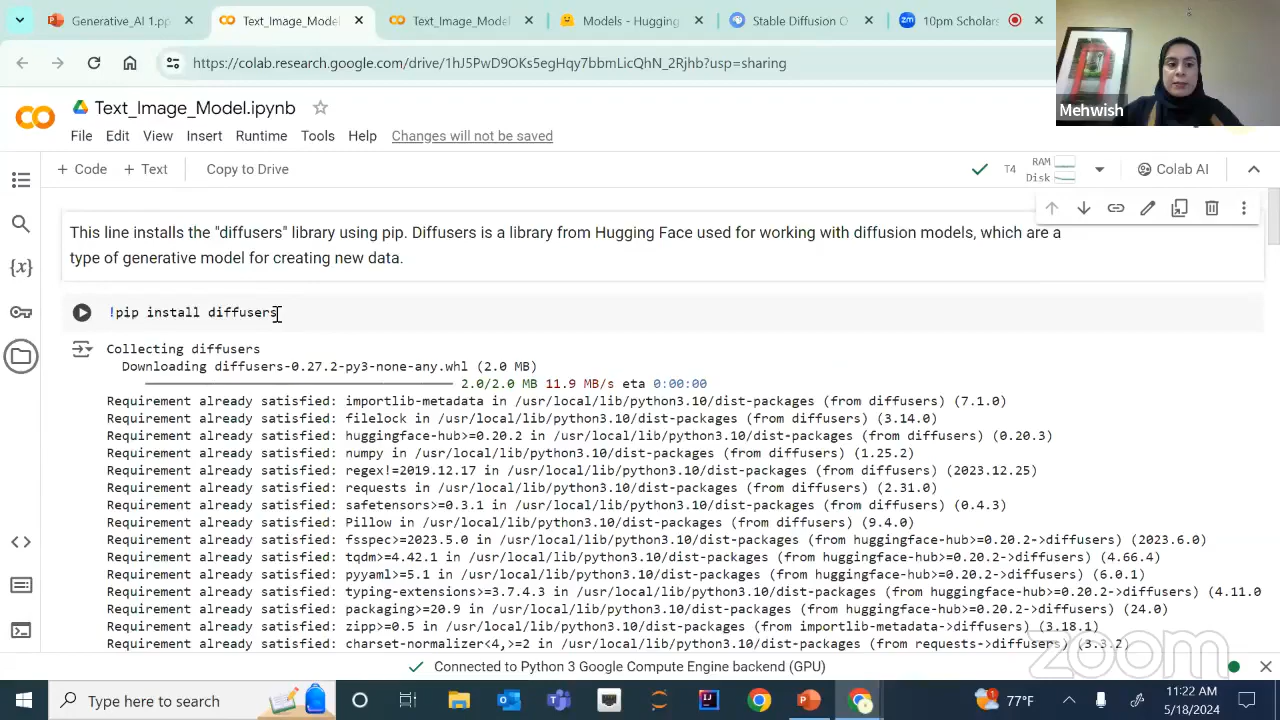 Generative_AI 1.pp
Text_Image_Model.
Text_Image_Model
Models - Hugging
Stable Diffusion O
10pm Scholars
https://colab.research.google.com/drive/1hJ5PwD9OKs5egHqy7bbmLicQhN_2Rjhb?usp=sharing
Mehwish
Text_Image_Model.ipynb
File Edit View Insert Runtime Tools Help Changes will not be saved
+ Code + Text Copy to Drive
T4 RAM Disk Colab AI
This line installs the "diffusers" library using pip. Diffusers is a library from Hugging Face used for working with diffusion models, which are a
type of generative model for creating new data.
!pip install diffusers
Collecting diffusers
Downloading diffusers-0.27.2-py3-none-any.whl (2.0 MB)
2.0/2.0 MB 11.9 MB/s eta 0:00:00
Requirement already satisfied: importlib-metadata in /usr/local/lib/python3.10/dist-packages (from diffusers) (7.1.0)
Requirement already satisfied: filelock in /usr/local/lib/python3.10/dist-packages (from diffusers) (3.14.0)
Requirement already satisfied: huggingface-hub>=0.20.2 in /usr/local/lib/python3.10/dist-packages (from diffusers) (0.20.3)
Requirement already satisfied: numpy in /usr/local/lib/python3.10/dist-packages (from diffusers) (1.25.2)
Requirement already satisfied: regex!=2019.12.17 in /usr/local/lib/python3.10/dist-packages (from diffusers) (2023.12.25)
Requirement already satisfied: requests in /usr/local/lib/python3.10/dist-packages (from diffusers) (2.31.0)
Requirement already satisfied: safetensors>=0.3.1 in /usr/local/lib/python3.10/dist-packages (from diffusers) (0.4.3)
Requirement already satisfied: Pillow in /usr/local/lib/python3.10/dist-packages (from diffusers) (9.4.0)
Requirement already satisfied: fsspec>=2023.5.0 in /usr/local/lib/python3.10/dist-packages (from huggingface-hub>=0.20.2->diffusers) (2023.6.0)
Requirement already satisfied: tqdm>=4.42.1 in /usr/local/lib/python3.10/dist-packages (from huggingface-hub>=0.20.2->diffusers) (4.66.4)
Requirement already satisfied: pyyaml>=5.1 in /usr/local/lib/python3.10/dist-packages (from huggingface-hub>=0.20.2->diffusers) (6.0.1)
Requirement already satisfied: typing-extensions>=3.7.4.3 in /usr/local/lib/python3.10/dist-packages (from huggingface-hub>=0.20.2->diffusers) (4.11.0
Requirement already satisfied: packaging>=20.9 in /usr/local/lib/python3.10/dist-packages (from huggingface-hub>=0.20.2->diffusers) (24.0)
Requirement already satisfied: zipp>=0.5 in /usr/local/lib/python3.10/dist-packages (from importlib-metadata->diffusers) (3.18.1)
Requirement already satisfied: charset-normalizer<4,>=2 in /usr/local/lib/python3.10/dist-packages (from requests->diffusers) (3.3.2)
zoom
Connected to Python 3 Google Compute Engine backend (GPU)
Type here to search
77°F
11:22 AM
5/18/2024